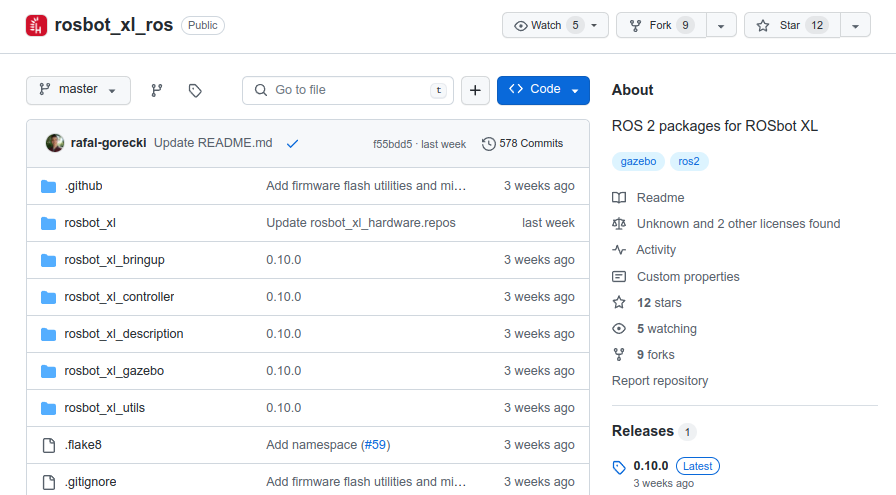 rosbot_xl_ros Public Watch 5 Fork 9 Star 12
master Go to file t + Code
rafal-gorecki Update README.md f55bdd5 · last week 578 Commits
.github Add firmware flash utilities and mi… 3 weeks ago
rosbot_xl Update rosbot_xl_hardware.repos last week
rosbot_xl_bringup 0.10.0 3 weeks ago
rosbot_xl_controller 0.10.0 3 weeks ago
rosbot_xl_description 0.10.0 3 weeks ago
rosbot_xl_gazebo 0.10.0 3 weeks ago
rosbot_xl_utils 0.10.0 3 weeks ago
.flake8 Add namespace (#59) 3 weeks ago
.gitignore Add firmware flash utilities and mi… 3 weeks ago
About
ROS 2 packages for ROSbot XL
gazebo ros2
Readme
Unknown and 2 other licenses found
Activity
Custom properties
12 stars
5 watching
9 forks
Report repository
Releases 1
0.10.0 Latest
3 weeks ago